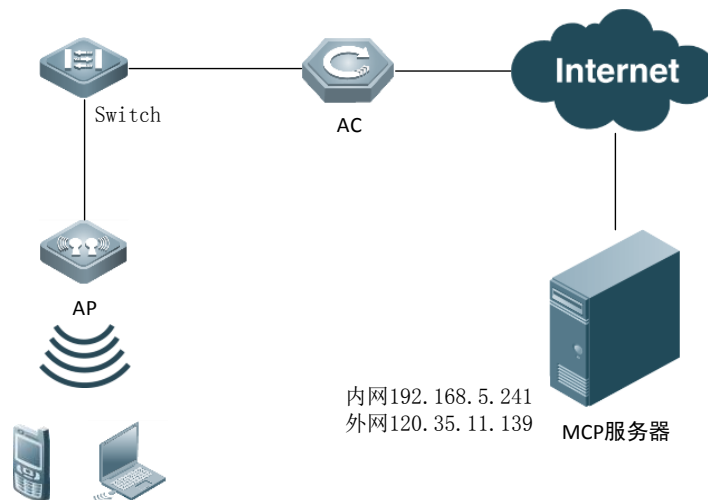 Internet
Switch
AC
AP
内网192.168.5.241
外网120.35.11.139
MCP服务器